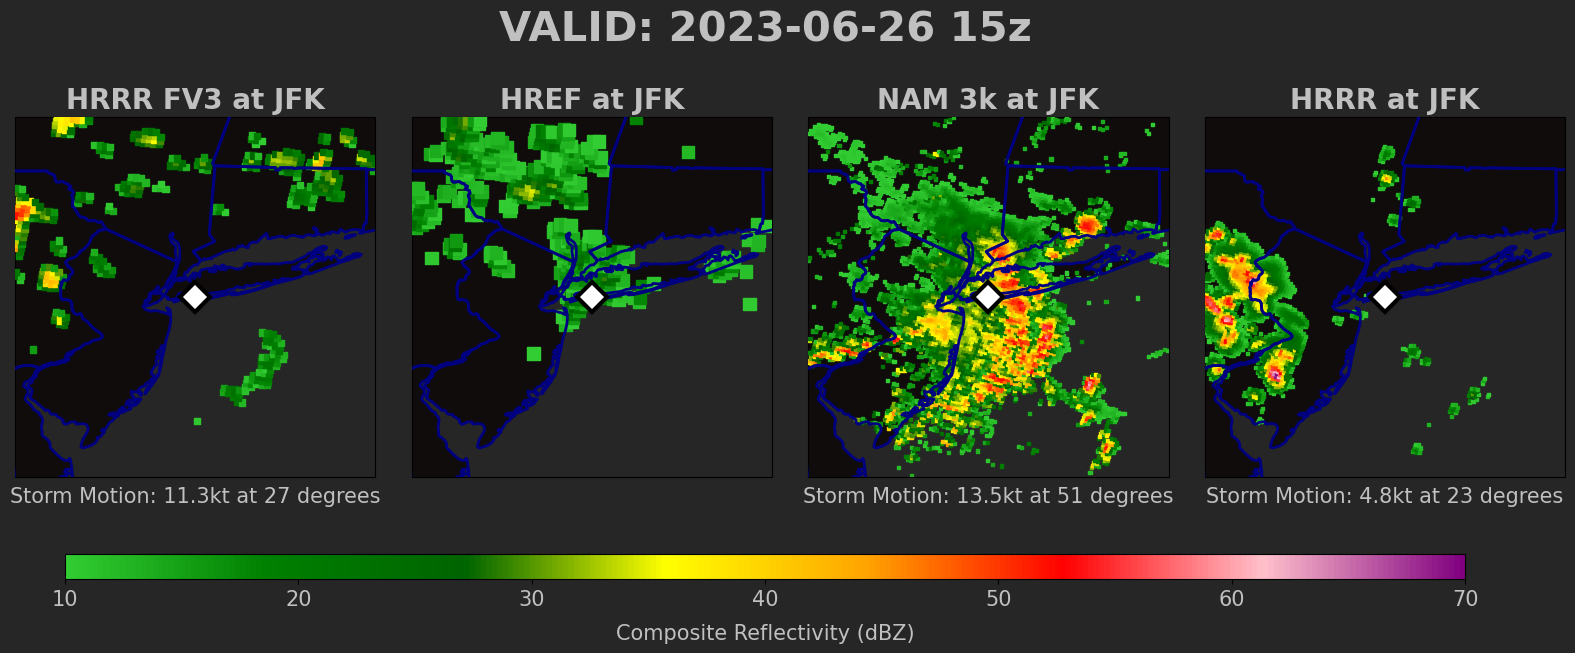 VALID: 2023-06-26 15z
HRRR FV3 at JFK
HREF at JFK
NAM 3k at JFK
HRRR at JFK
Storm Motion: 11.3kt at 27 degrees
Storm Motion: 13.5kt at 51 degrees
Storm Motion: 4.8kt at 23 degrees
10 20 30 40 50 60 70
Composite Reflectivity (dBZ)